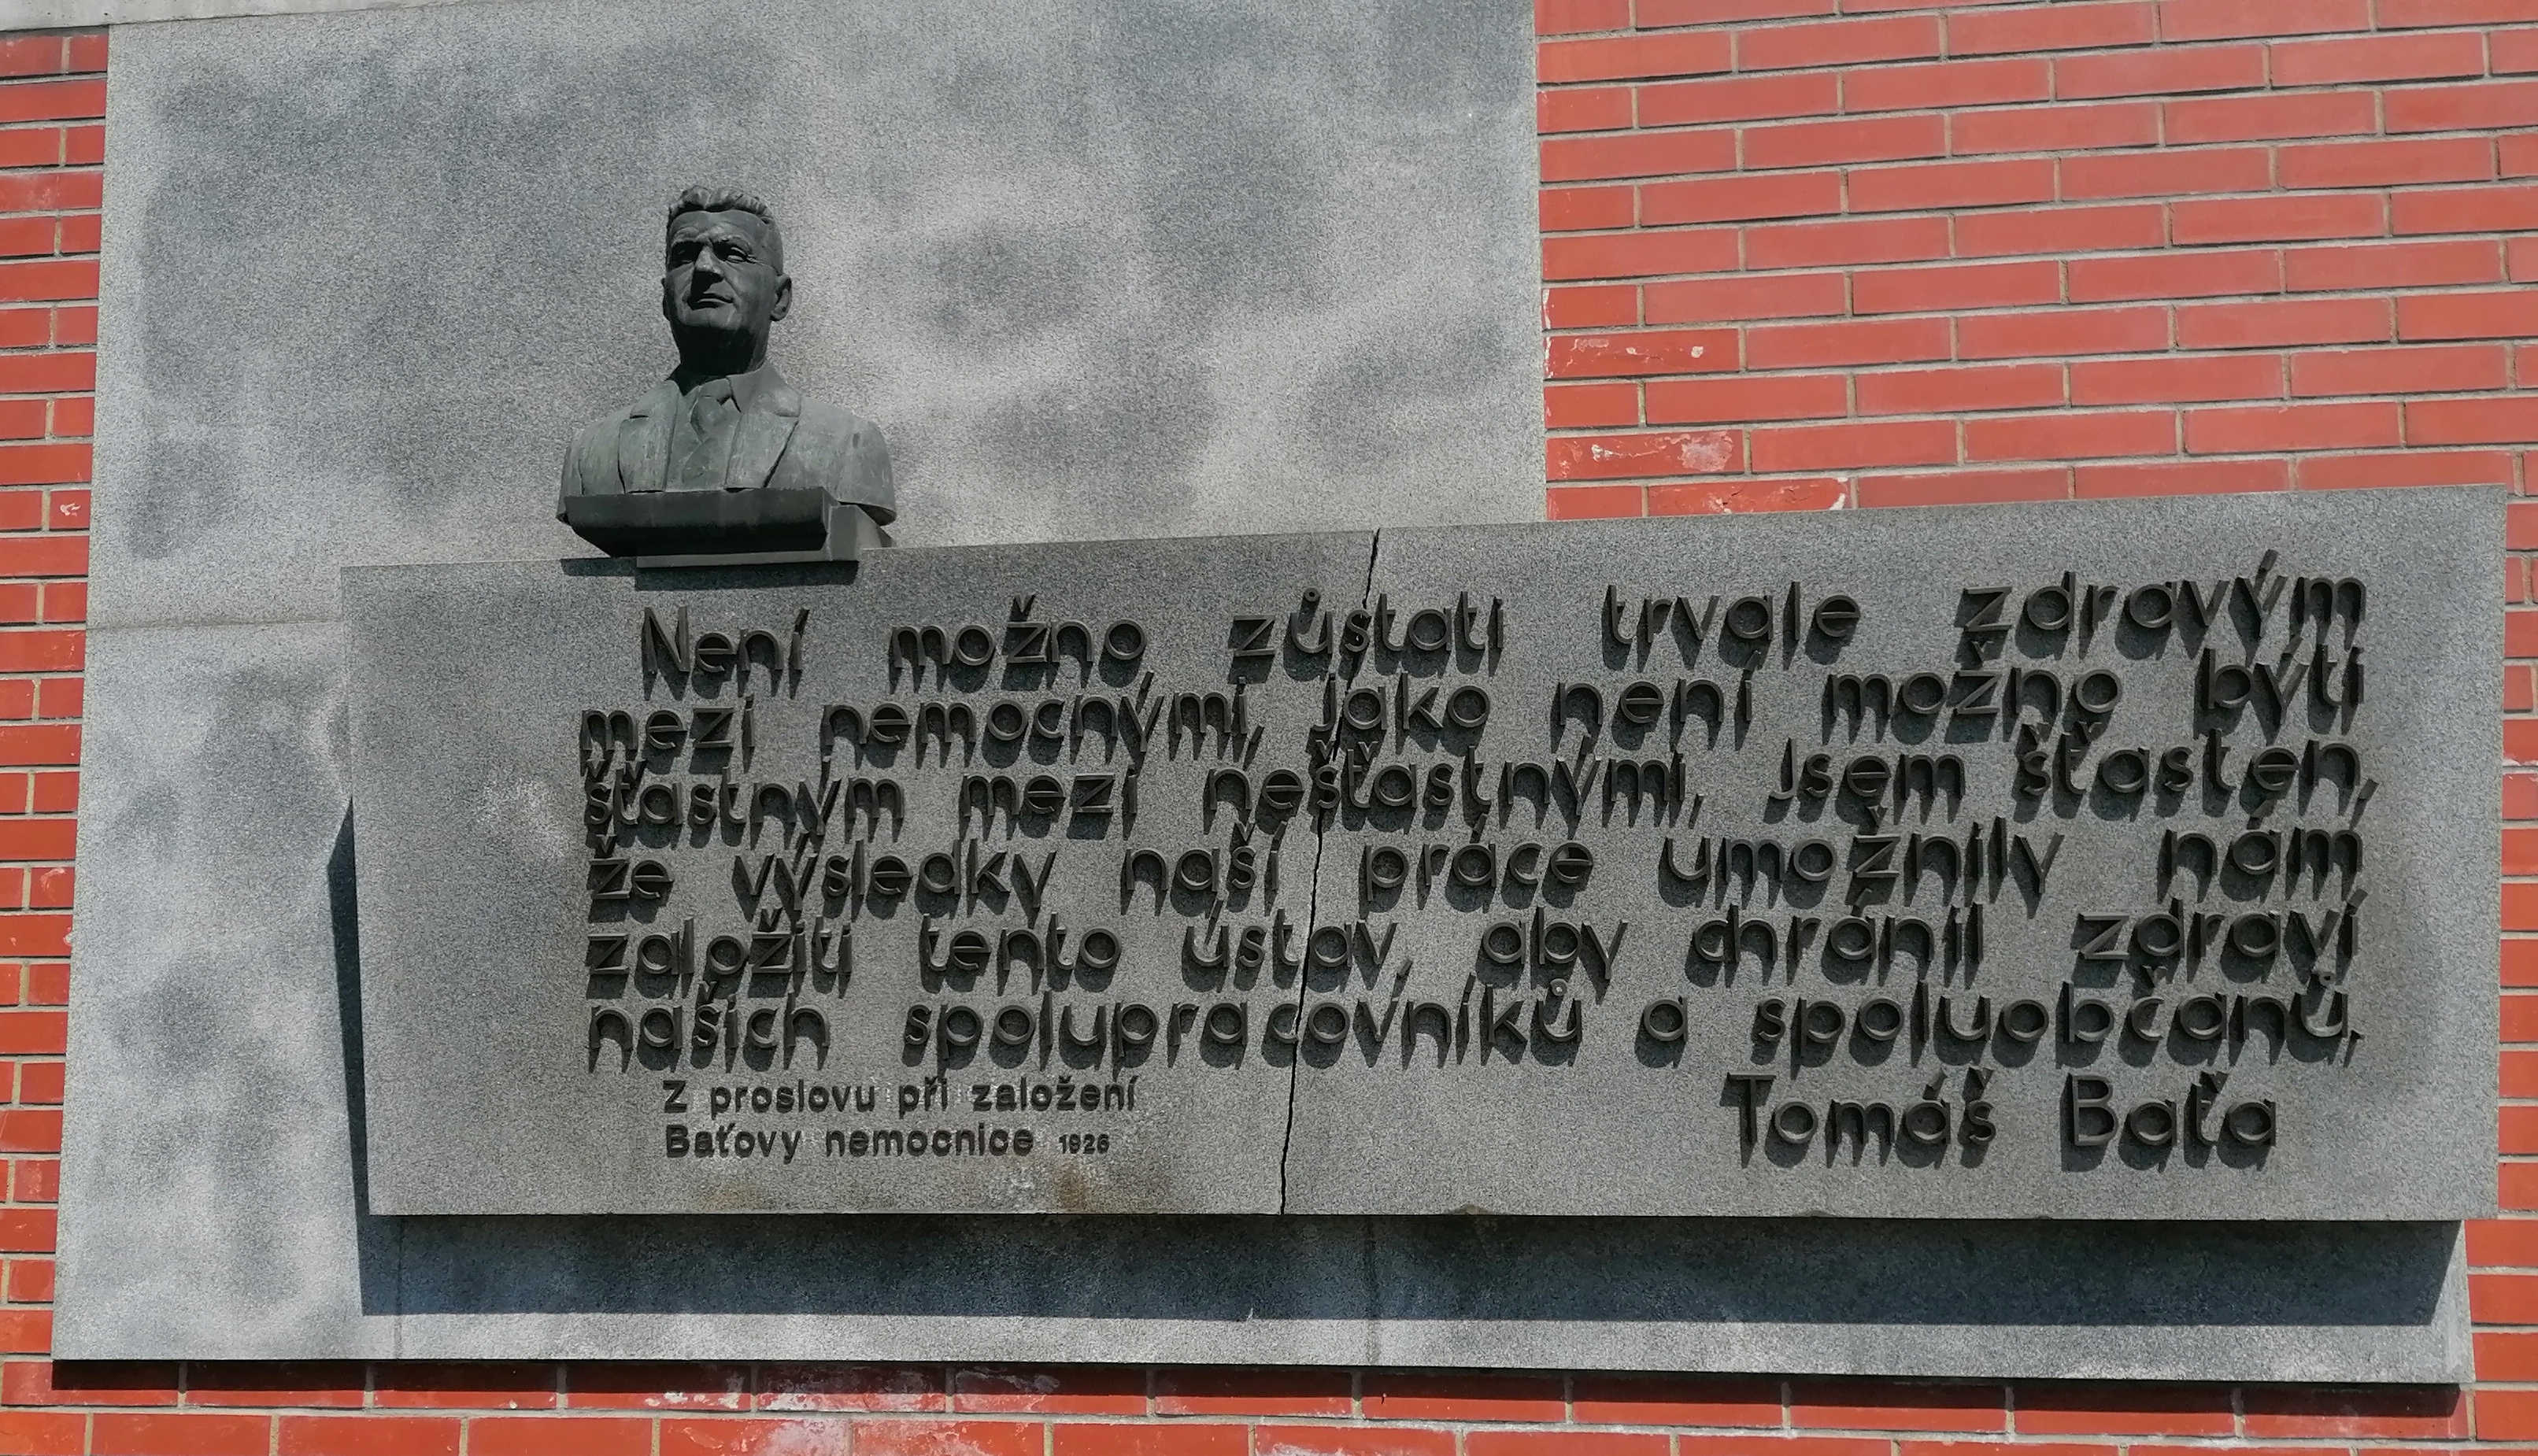 Není možno zůstati trvale zdravým
mezi nemocnými, jako není možno býti
šťastným mezi nešťastnými. Jsem šťasten,
že výsledky naší práce umožnily nám
založiti tento ústav, aby chránil zdraví
našich spolupracovníků a spoluobčanů.
Z proslovu při založení
Baťovy nemocnice 1926
Tomáš Baťa